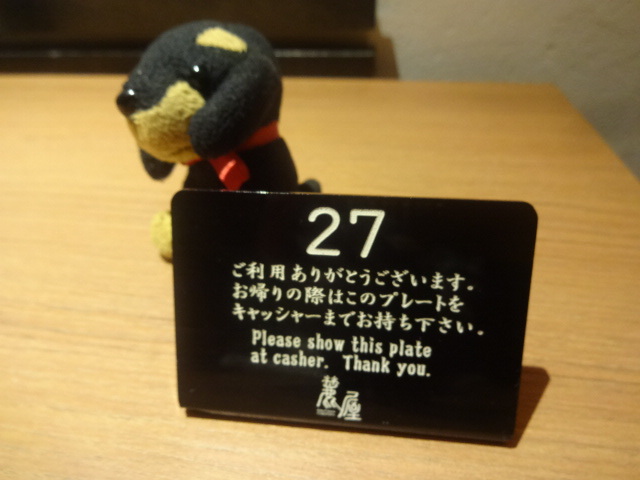 27
ご利用ありがとうございます。
お帰りの際はこのプレートを
キャッシャーまでお持ち下さい。
Please show this plate
at casher. Thank you.